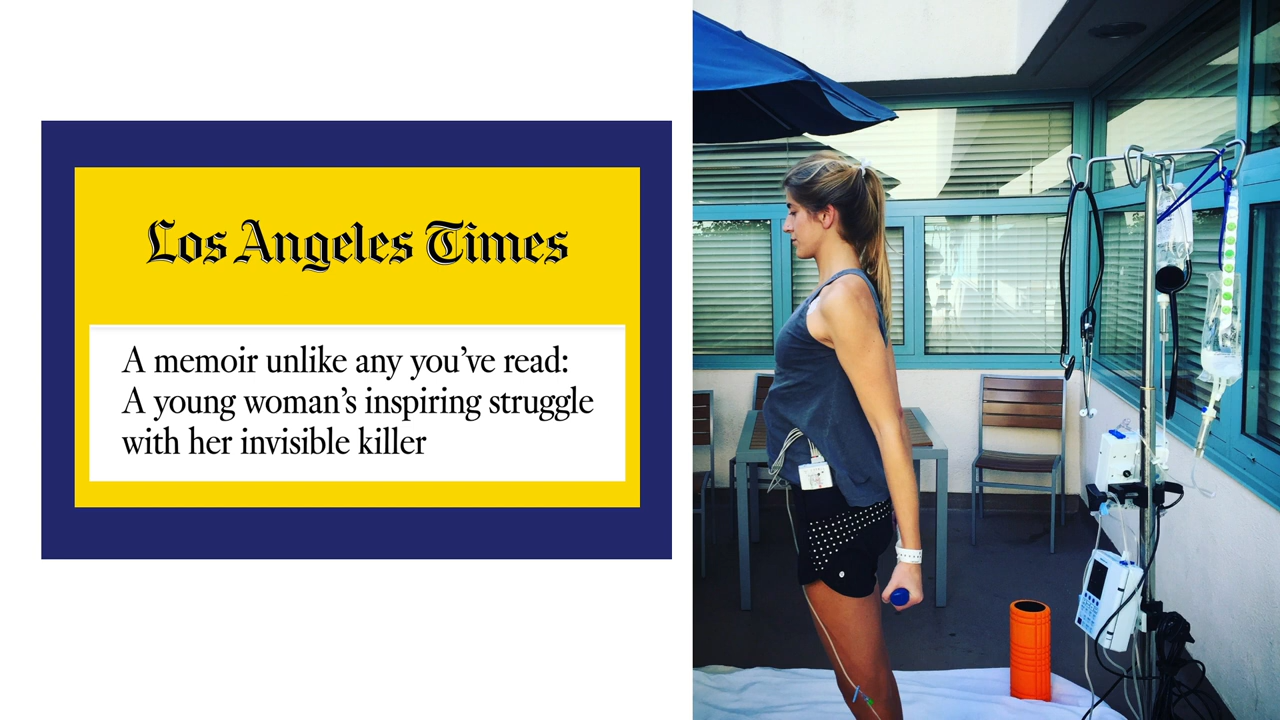 Los Angeles Times
A memoir unlike any you’ve read:
A young woman’s inspiring struggle
with her invisible killer